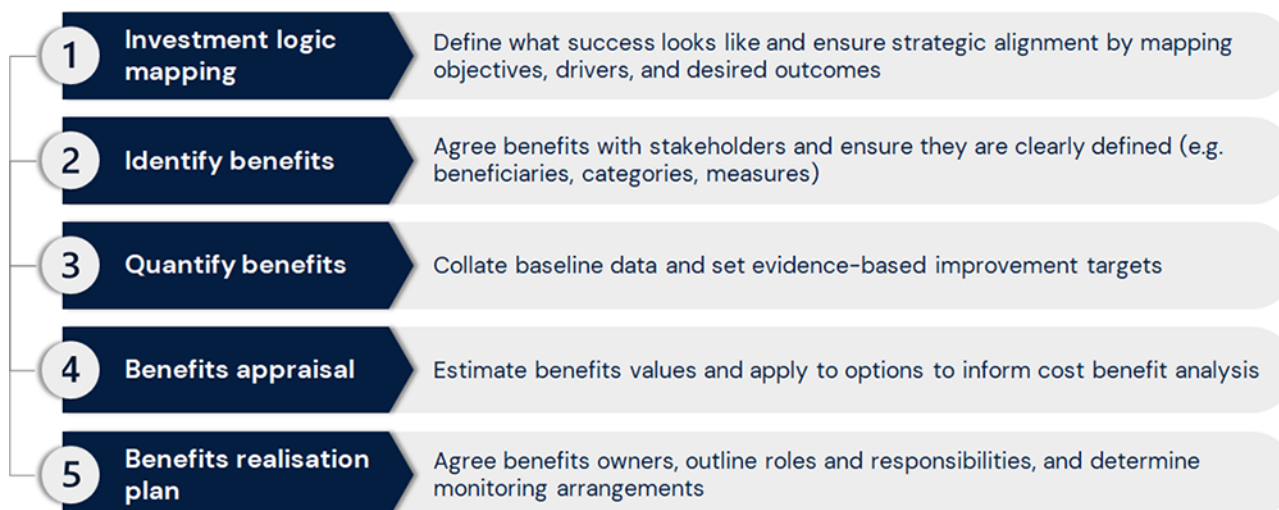 1
Investment logic
mapping
Define what success looks like and ensure strategic alignment by mapping
objectives, drivers, and desired outcomes
2
Identify benefits
Agree benefits with stakeholders and ensure they are clearly defined (e.g.
beneficiaries, categories, measures)
3
Quantify benefits
Collate baseline data and set evidence-based improvement targets
4
Benefits appraisal
Estimate benefits values and apply to options to inform cost benefit analysis
5
Benefits realisation
plan
Agree benefits owners, outline roles and responsibilities, and determine
monitoring arrangements